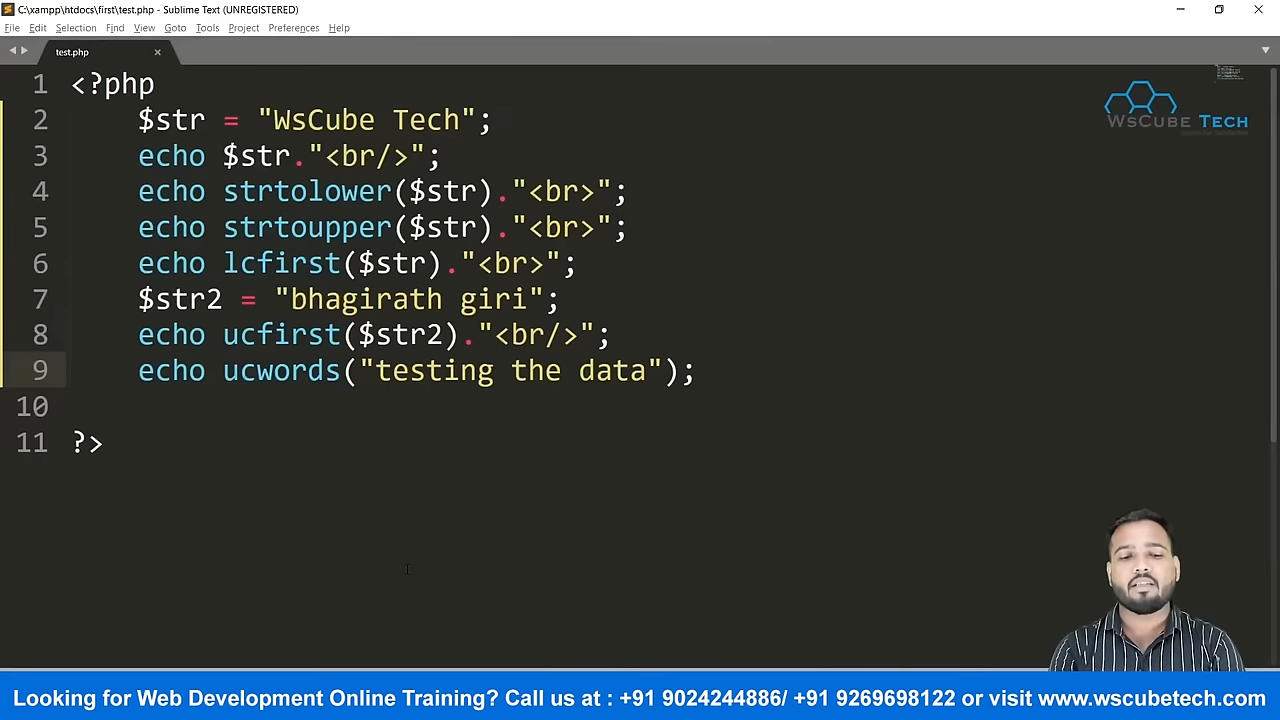 C:\xampp\htdocs\first\test.php - Sublime Text (UNREGISTERED)
File Edit Selection Find View Goto Tools Project Preferences Help
test.php
1 <?php
2 $str = "WsCube Tech";
3 echo $str."<br/>";
4 echo strtolower($str)."<br>";
5 echo strtoupper($str)."<br>";
6 echo lcfirst($str)."<br>";
7 $str2 = "bhagirath giri";
8 echo ucfirst($str2)."<br/>";
9 echo ucwords("testing the data");
10
11 ?>
WsCube Tech
Looking for Web Development Online Training? Call us at : +91 9024244886/ +91 9269698122 or visit www.wscubetech.com